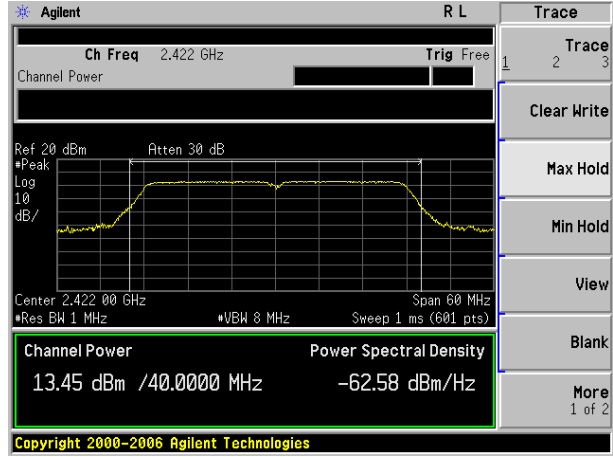 Agilent R L Trace
Ch Freq 2.422 GHz Trig Free
Channel Power
Trace
1 2 3
Clear Write
Ref 20 dBm Atten 30 dB
#Peak
Log
10
dB/
Max Hold
Min Hold
View
Center 2.422 00 GHz Span 60 MHz
#Res BW 1 MHz #VBW 8 MHz Sweep 1 ms (601 pts)
Blank
Channel Power Power Spectral Density
13.45 dBm /40.0000 MHz -62.58 dBm/Hz
More
1 of 2
Copyright 2000-2006 Agilent Technologies